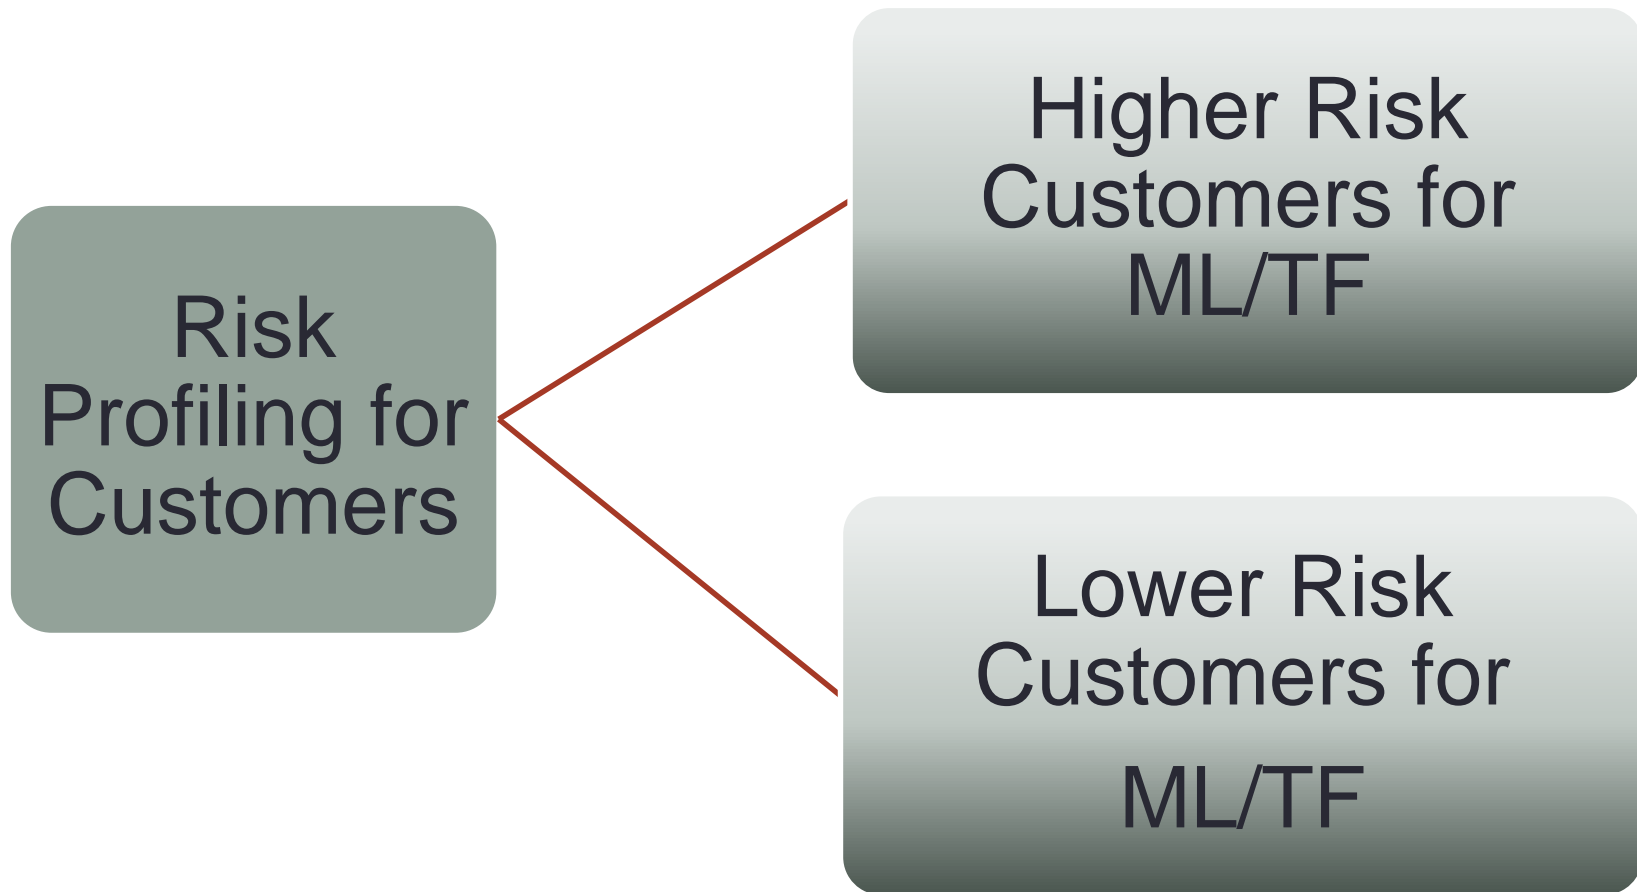 Risk
Profiling for
Customers
Higher Risk
Customers for
ML/TF
Lower Risk
Customers for
ML/TF